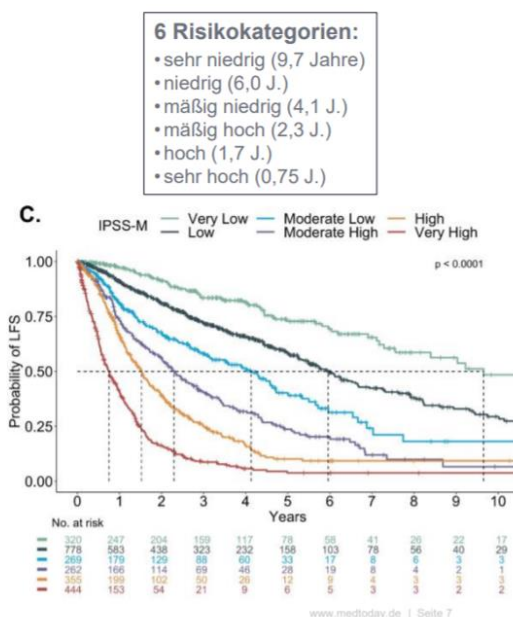 6 Risikokategorien:
• sehr niedrig (9,7 Jahre)
• niedrig (6,0 J.)
• mäßig niedrig (4,1 J.)
• mäßig hoch (2,3 J.)
• hoch (1,7 J.)
• sehr hoch (0,75 J.)
C.
IPSS-M Very Low Moderate Low High
Low Moderate High Very High
p < 0.0001
Probability of LFS
1.00
0.75
0.50
0.25
0.00
0 1 2 3 4 5 6 7 8 9 10
Years
No. at risk
320 247 204 159 117 78 58 41 26 22 17
778 583 438 323 232 158 103 78 56 40 29
269 179 129 88 60 33 17 8 6 3 3
262 166 114 69 46 28 19 8 4 2 1
355 199 102 50 26 12 9 4 3 3 3
444 153 54 21 9 6 5 3 3 2 2
www.medtoday.de | Seite 7